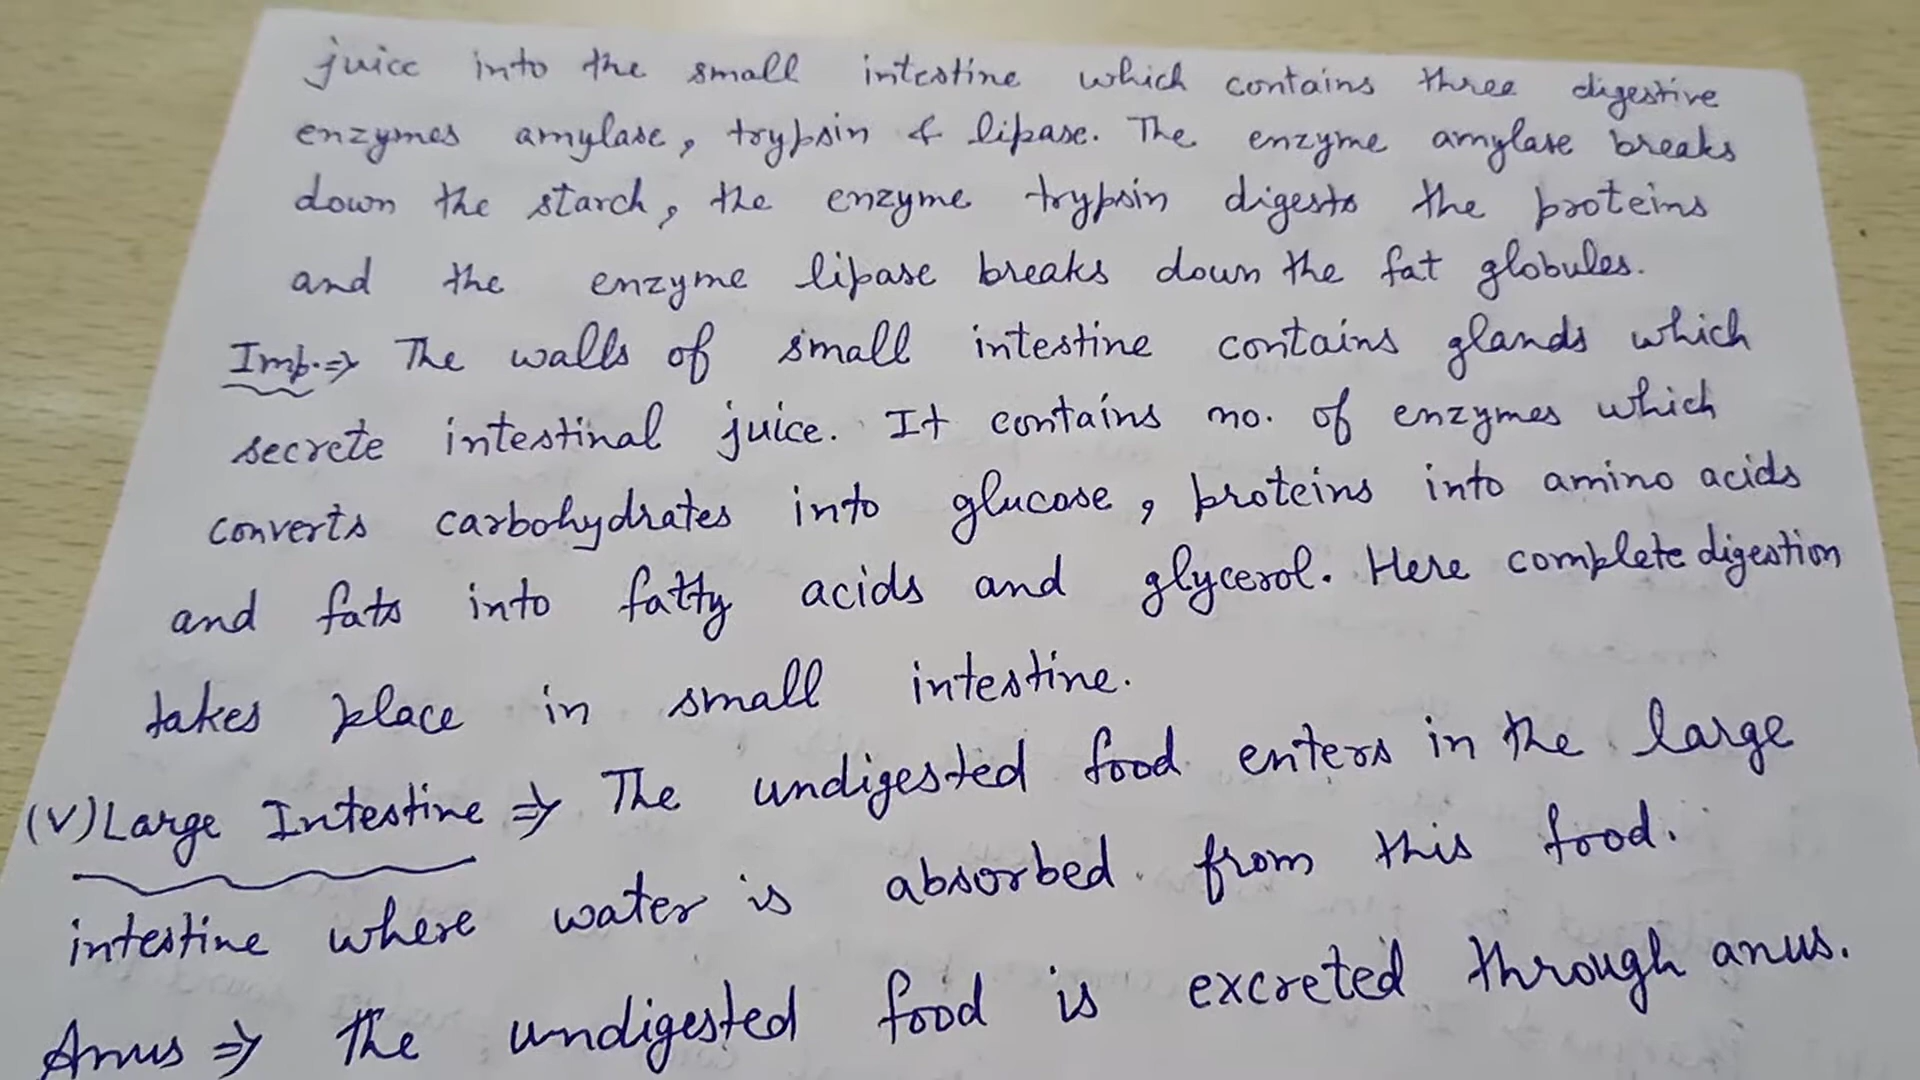 juice into the small intestine which contains three digestive
enzymes amylase, trypsin & lipase. The enzyme amylase breaks
down the starch, the enzyme trypsin digests the proteins
and the enzyme lipase breaks down the fat globules.
Imp.⇒ The walls of small intestine contains glands which
secrete intestinal juice. It contains no. of enzymes which
converts carbohydrates into glucose, proteins into amino acids
and fats into fatty acids and glycerol. Here complete digestion
takes place in small intestine.
(V) Large Intestine ⇒ The undigested food enters in the large
intestine where water is absorbed from this food.
Anus ⇒ the undigested food is excreted through anus.